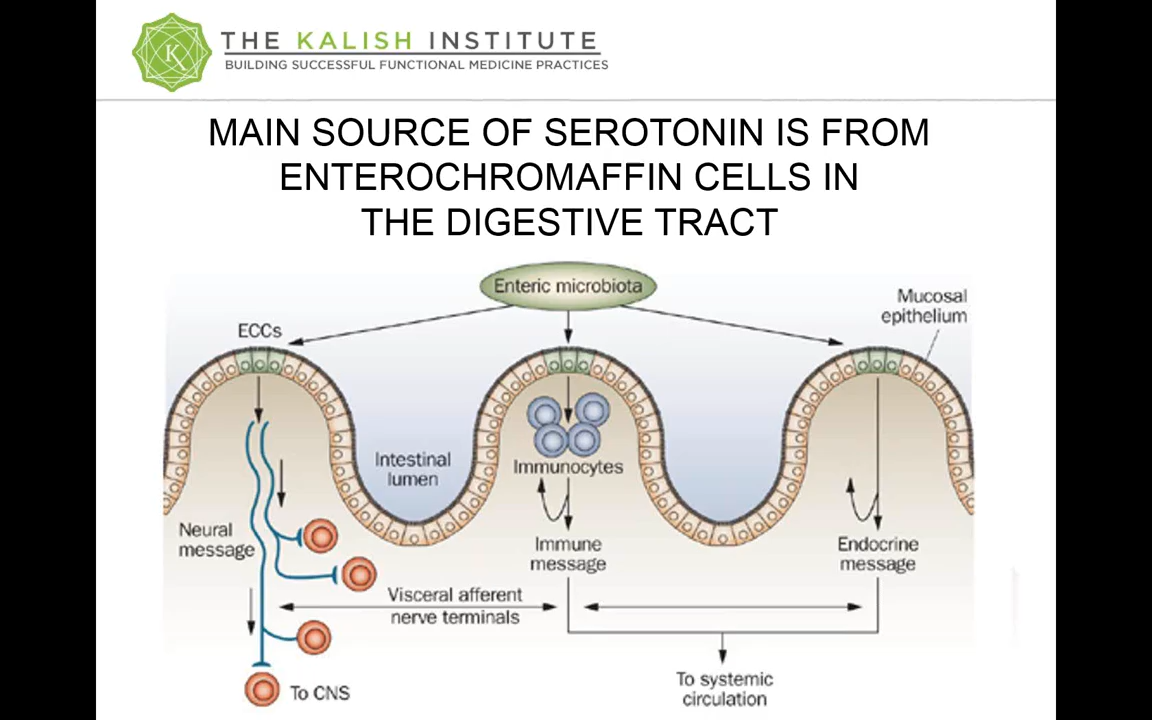 THE KALISH INSTITUTE
BUILDING SUCCESSFUL FUNCTIONAL MEDICINE PRACTICES
MAIN SOURCE OF SEROTONIN IS FROM
ENTEROCHROMAFFIN CELLS IN
THE DIGESTIVE TRACT
Enteric microbiota
Mucosal
epithelium
ECCs
Intestinal
lumen
Immunocytes
Neural
message
Immune
message
Endocrine
message
Visceral afferent
nerve terminals
To CNS
To systemic
circulation